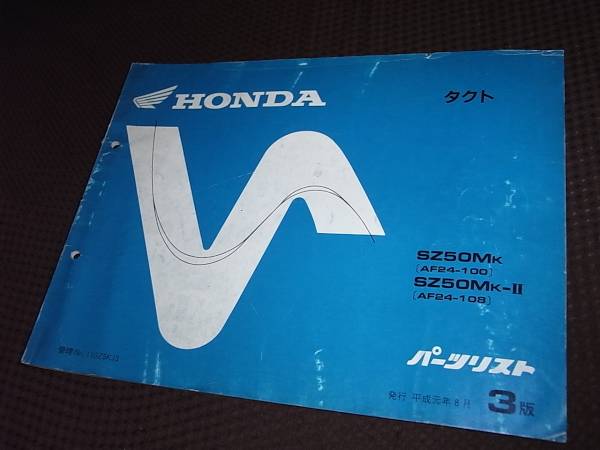 HONDA
タクト
SZ50MK
[AF24-100]
SZ50MK-II
[AF24-108]
パーツリスト
発行 平成元年8月 3版